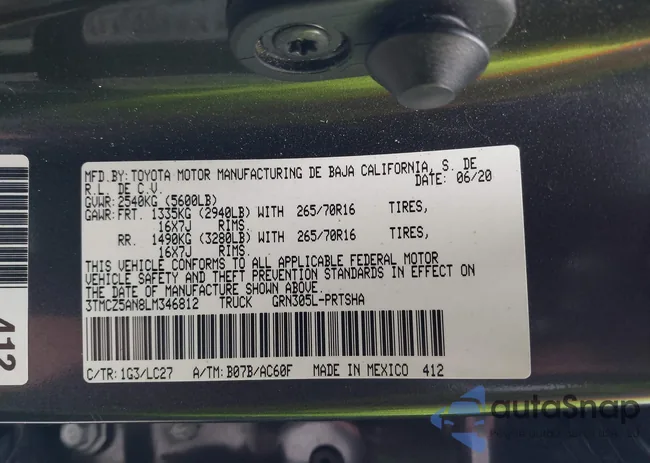 MFD.BY: TOYOTA MOTOR MANUFACTURING DE BAJA CALIFORNIA, S. DE
R.L. DE C.V. DATE: 06/20
GVWR: 2540KG (5600LB)
GAWR: FRT. 1335KG (2940LB) WITH 265/70R16 TIRES,
16X7J RIMS.
RR. 1490KG (3280LB) WITH 265/70R16 TIRES,
16X7J RIMS.
THIS VEHICLE CONFORMS TO ALL APPLICABLE FEDERAL MOTOR
VEHICLE SAFETY AND THEFT PREVENTION STANDARDS IN EFFECT ON
THE DATE OF MANUFACTURE SHOWN ABOVE.
3TMCZ5AN8LM346812 TRUCK GRN305L-PRTSHA
C/TR: 1G3/LC27 A/TM: B07B/AC60F MADE IN MEXICO 412
412
autoSnap